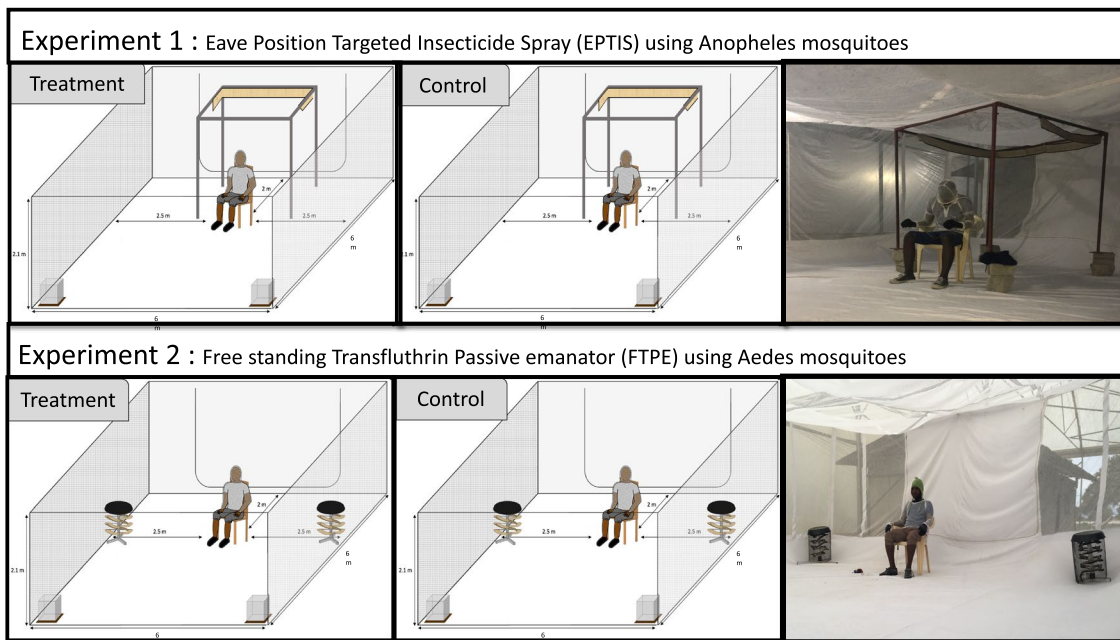 Experiment 1 : Eave Position Targeted Insecticide Spray (EPTIS) using Anopheles mosquitoes
Treatment
Control
2 m
2.5 m
2.5 m
6
m
2.1 m
6
m
2 m
2.5 m
2.5 m
6
m
.1 m
6
m
Experiment 2 : Free standing Transfluthrin Passive emanator (FTPE) using Aedes mosquitoes
Treatment
Control
2 m
2.5 m
2.5 m
6
m
2.1 m
6
2 m
2.5 m
2.5 m
6
m
2.1 m
6